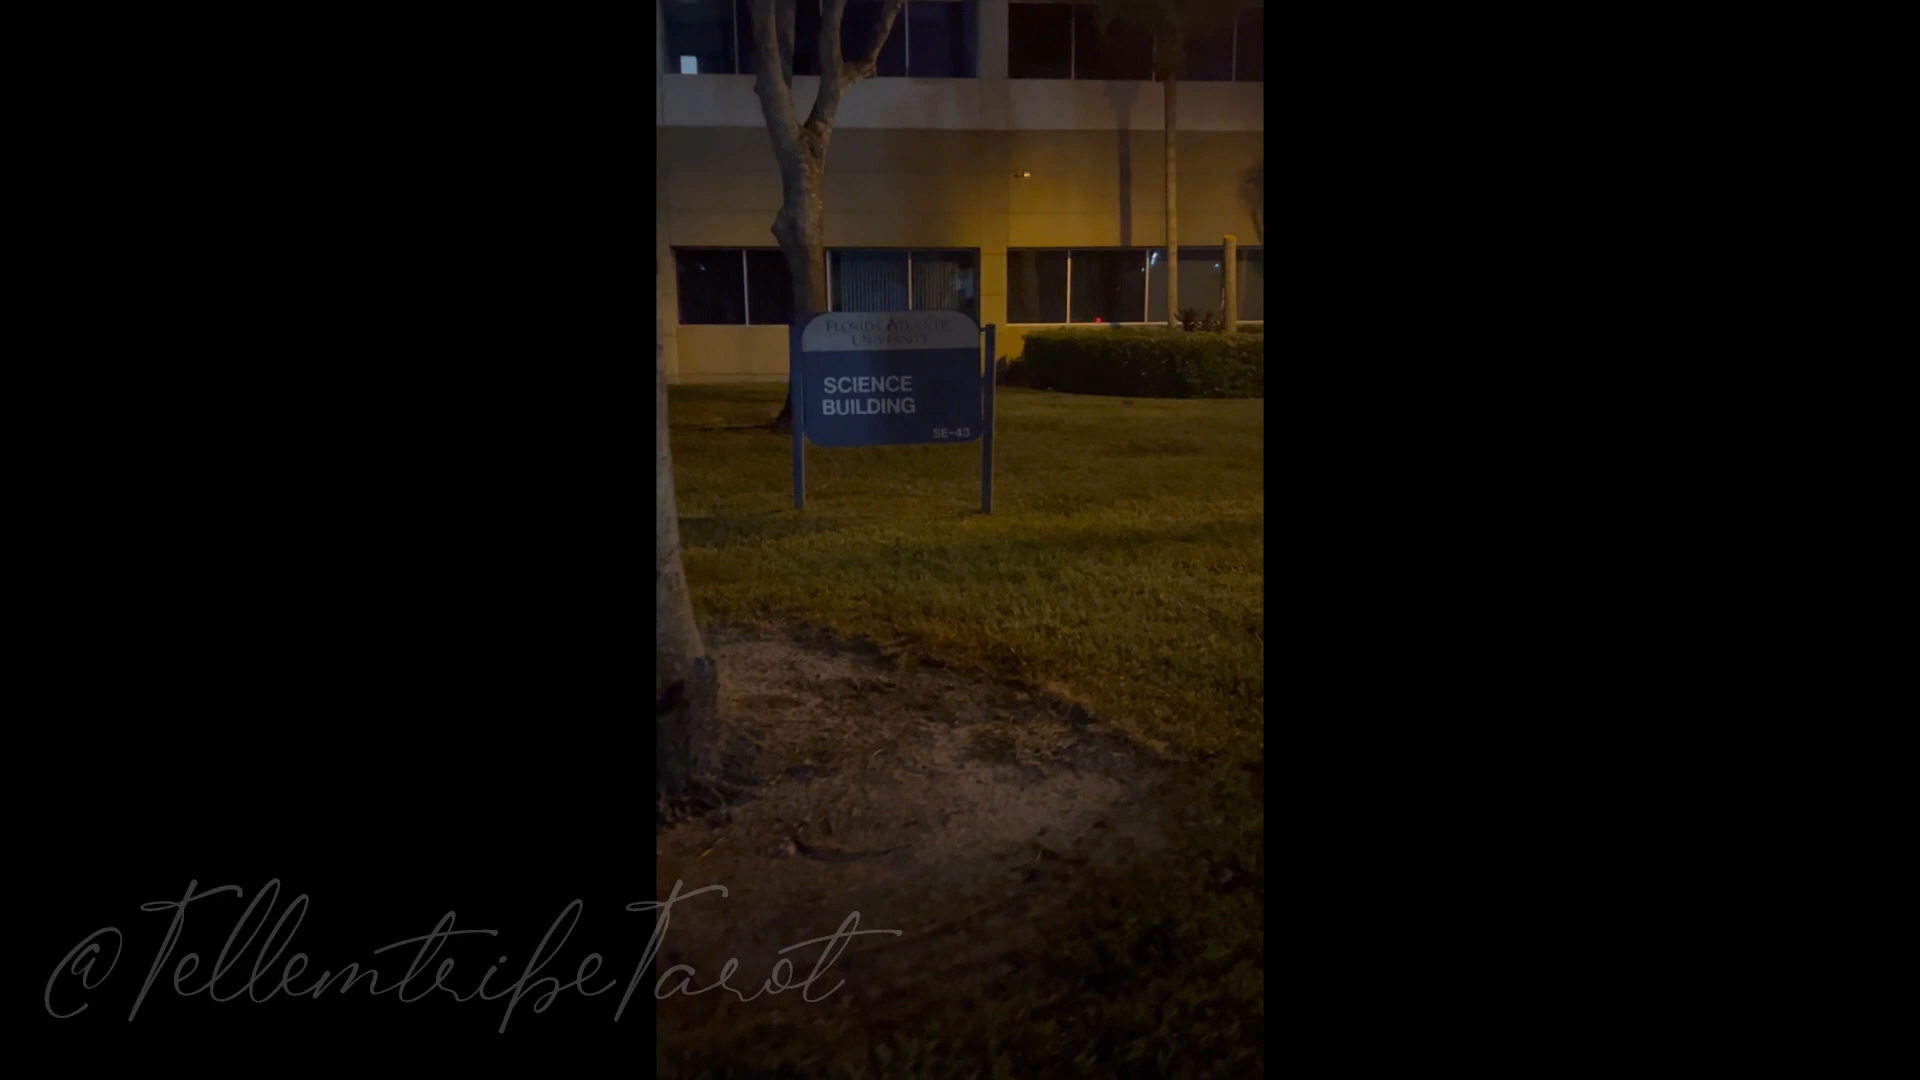 FLORIDA ATLANTIC
UNIVERSITY
SCIENCE
BUILDING
SE-43
@TellemtribeTarot